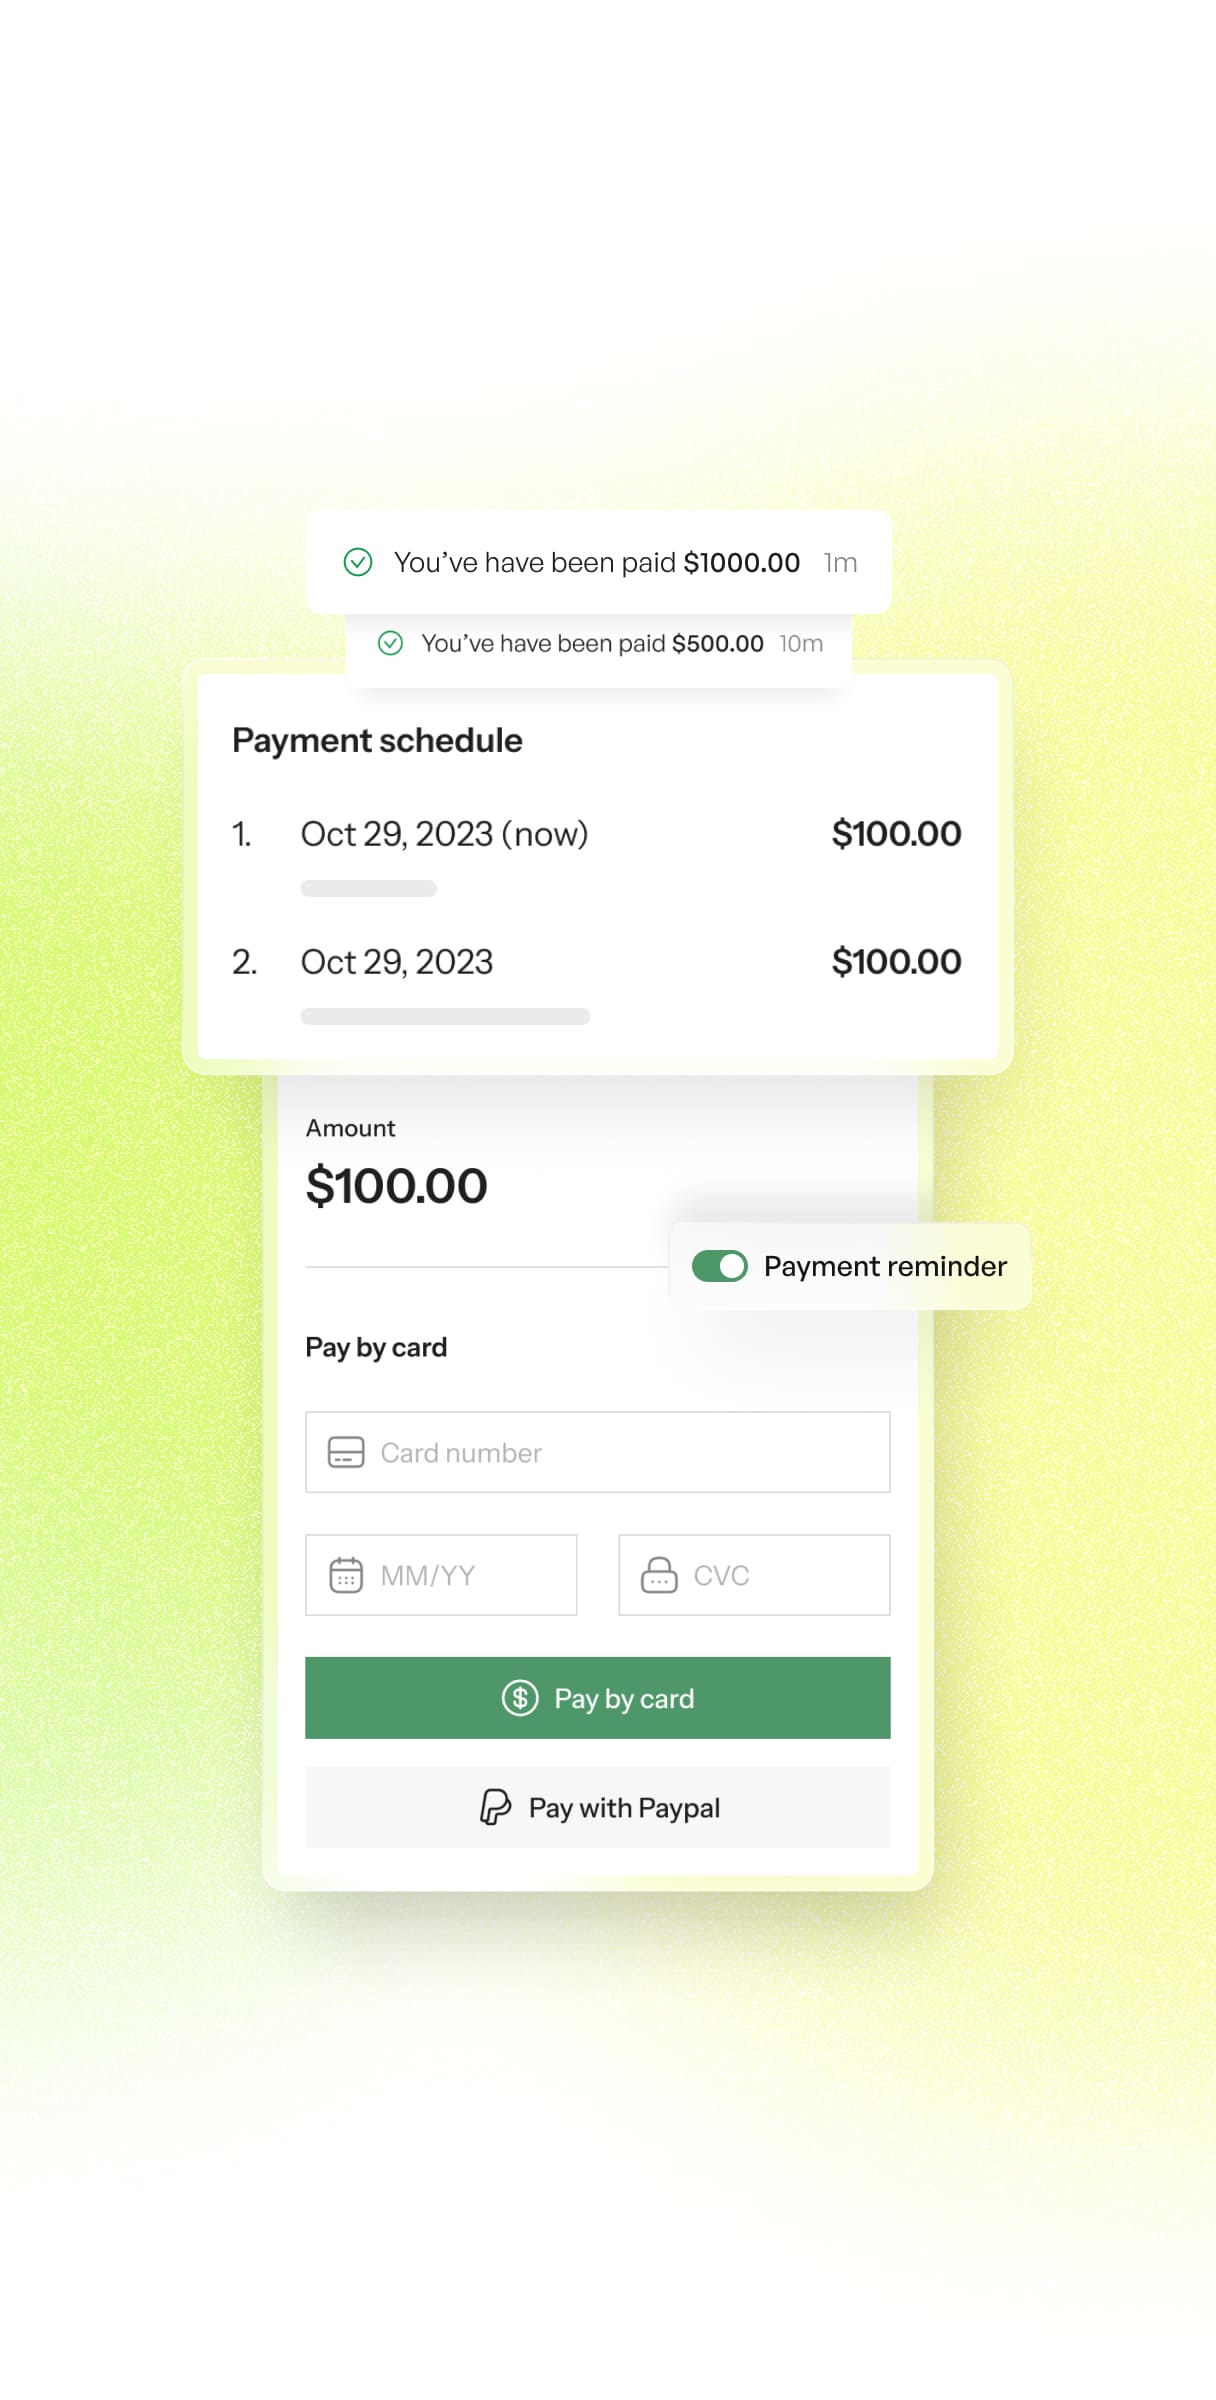 You’ve have been paid $1000.00 1m
You’ve have been paid $500.00 10m
Payment schedule
1. Oct 29, 2023 (now) $100.00
2. Oct 29, 2023 $100.00
Amount
$100.00
Payment reminder
Pay by card
Card number
MM/YY CVC
Pay by card
Pay with Paypal